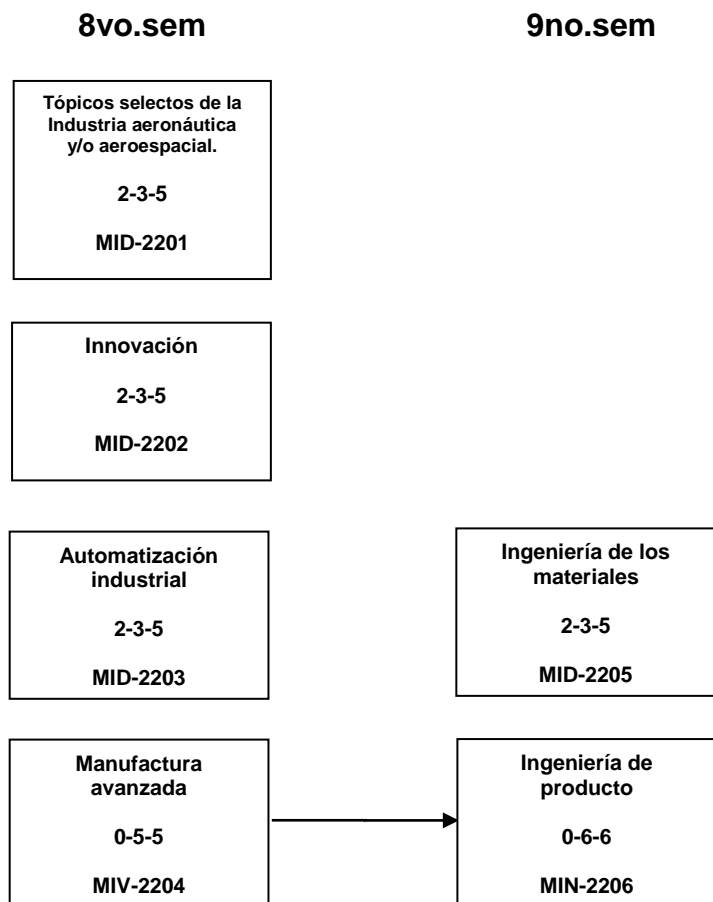 8vo.sem
9no.sem
Tópicos selectos de la
Industria aeronáutica
y/o aeroespacial.
2-3-5
MID-2201
Innovación
2-3-5
MID-2202
Automatización
industrial
2-3-5
MID-2203
Ingeniería de los
materiales
2-3-5
MID-2205
Manufactura
avanzada
0-5-5
MIV-2204
Ingeniería de
producto
0-6-6
MIN-2206